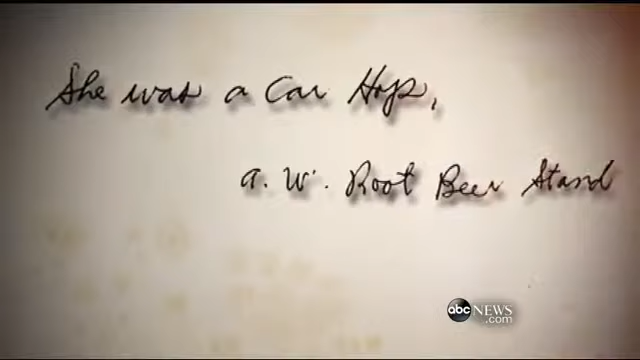 She was a Car Hop,
a. W. Root Beer Stand
abc NEWS
.com